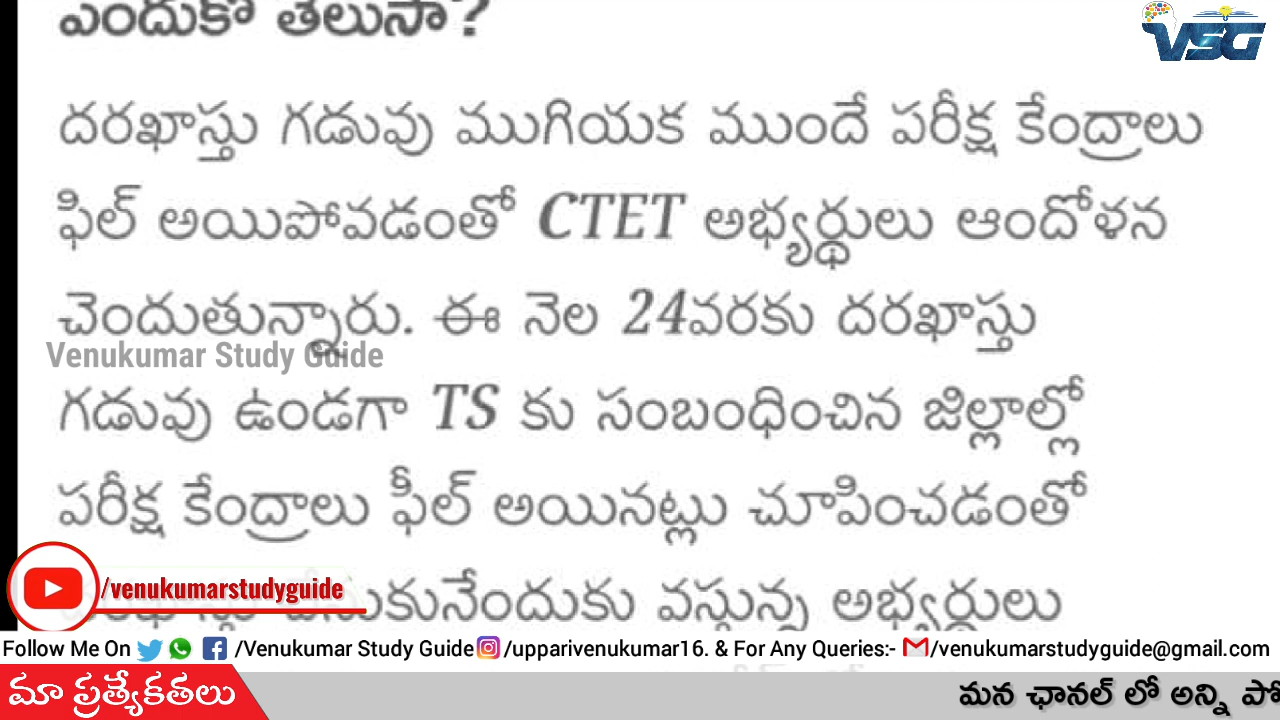 ఎందుకో తెలుసా?
VSG
దరఖాస్తు గడువు ముగియక ముందే పరీక్ష కేంద్రాలు
ఫిల్ అయిపోవడంతో CTET అభ్యర్థులు ఆందోళన
చెందుతున్నారు. ఈ నెల 24వరకు దరఖాస్తు
Venukumar Study Guide
గడువు ఉండగా TS కు సంబంధించిన జిల్లాల్లో
పరీక్ష కేంద్రాలు ఫీల్ అయినట్లు చూపించడంతో
/venukumarstudyguide
వస్తున్న అభ్యర్థులు
Follow Me On /Venukumar Study Guide /upparivenukumar16. & For Any Queries:- /venukumarstudyguide@gmail.com
మా ప్రత్యేకతలు
మన ఛానల్ లో అన్ని పో